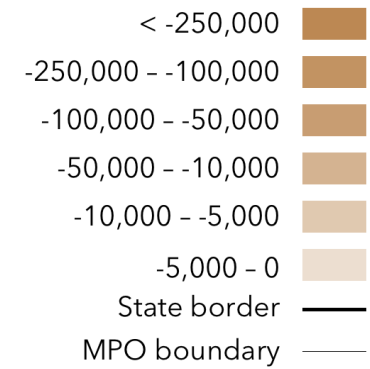 < -250,000
-250,000 – -100,000
-100,000 – -50,000
-50,000 – -10,000
-10,000 – -5,000
-5,000 – 0
State border
MPO boundary